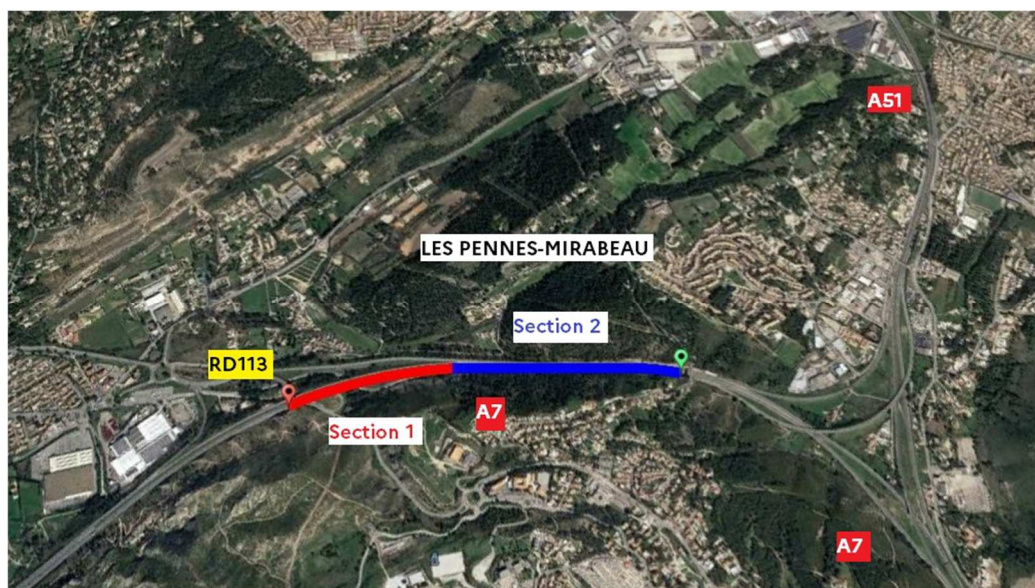 A51
LES PENNES-MIRABEAU
Section 2
RD113
A7
Section 1
A7